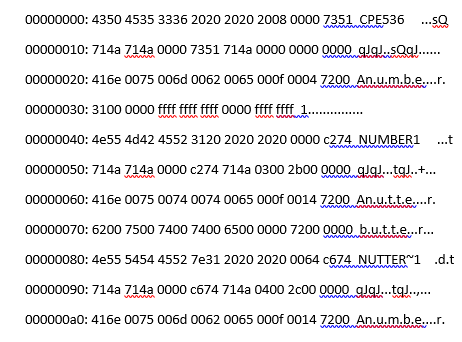 00000000: 4350 4535 3336 2020 2020 2008 0000 7351 CPE536 ...sQ
00000010: 714a 714a 0000 7351 714a 0000 0000 0000 qJqJ..sQqJ......
00000020: 416e 0075 006d 0062 0065 000f 0004 7200 An.u.m.b.e....r.
00000030: 3100 0000 ffff ffff ffff 0000 ffff ffff 1...............
00000040: 4e55 4d42 4552 3120 2020 2020 0000 c274 NUMBER1 ...t
00000050: 714a 714a 0000 c274 714a 0300 2b00 0000 qJqJ...tqJ..+...
00000060: 416e 0075 0074 0074 0065 000f 0014 7200 An.u.t.t.e....r.
00000070: 6200 7500 7400 7400 6500 0000 7200 0000 b.u.t.t.e...r...
00000080: 4e55 5454 4552 7e31 2020 2020 0064 c674 NUTTER~1 .d.t
00000090: 714a 714a 0000 c674 714a 0400 2c00 0000 qJqJ...tqJ..,...
000000a0: 416e 0075 006d 0062 0065 000f 0014 7200 An.u.m.b.e....r.